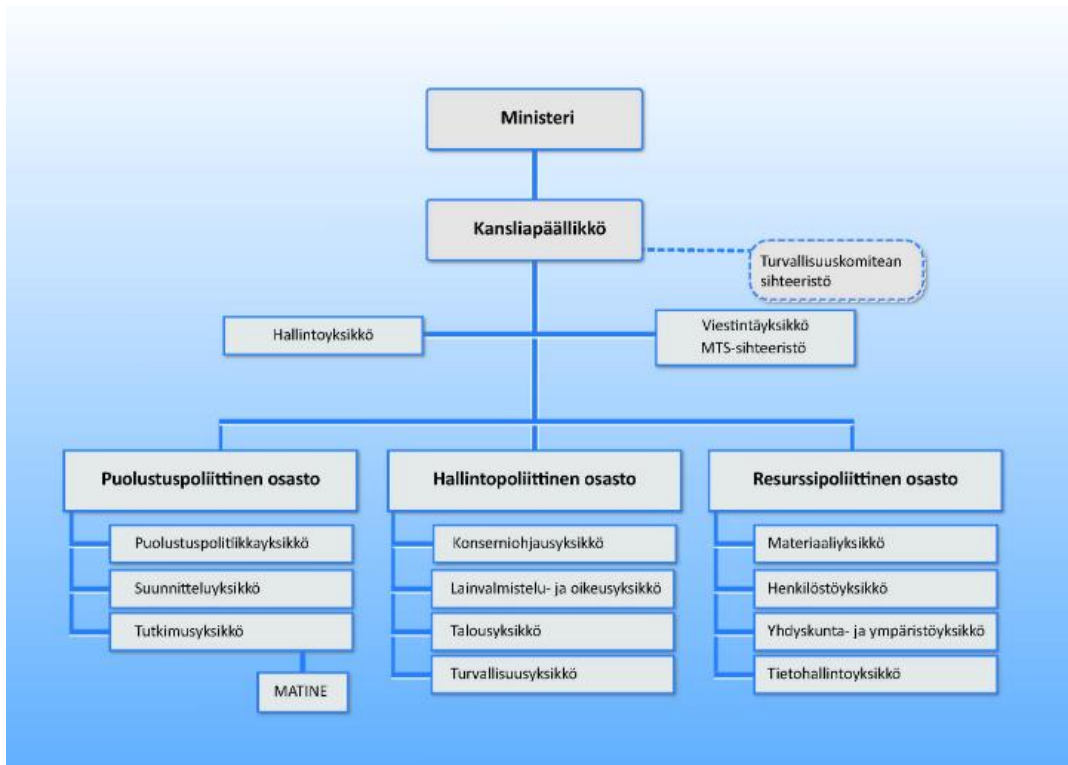 Ministeri
Kansliapäällikkö
Turvallisuuskomitean
sihteeristö
Hallintoyksikkö
Viestintäyksikkö
MTS-sihteeristö
Puolustuspoliittinen osasto
Puolustuspolitiikkayksikkö
Suunnitteluyksikkö
Tutkimusyksikkö
MATINE
Hallintopoliittinen osasto
Konserniohjausyksikkö
Lainvalmistelu- ja oikeusyksikkö
Talousyksikkö
Turvallisuusyksikkö
Resurssipoliittinen osasto
Materiaaliyksikkö
Henkilöstöyksikkö
Yhdyskunta- ja ympäristöyksikkö
Tietohallintoyksikkö